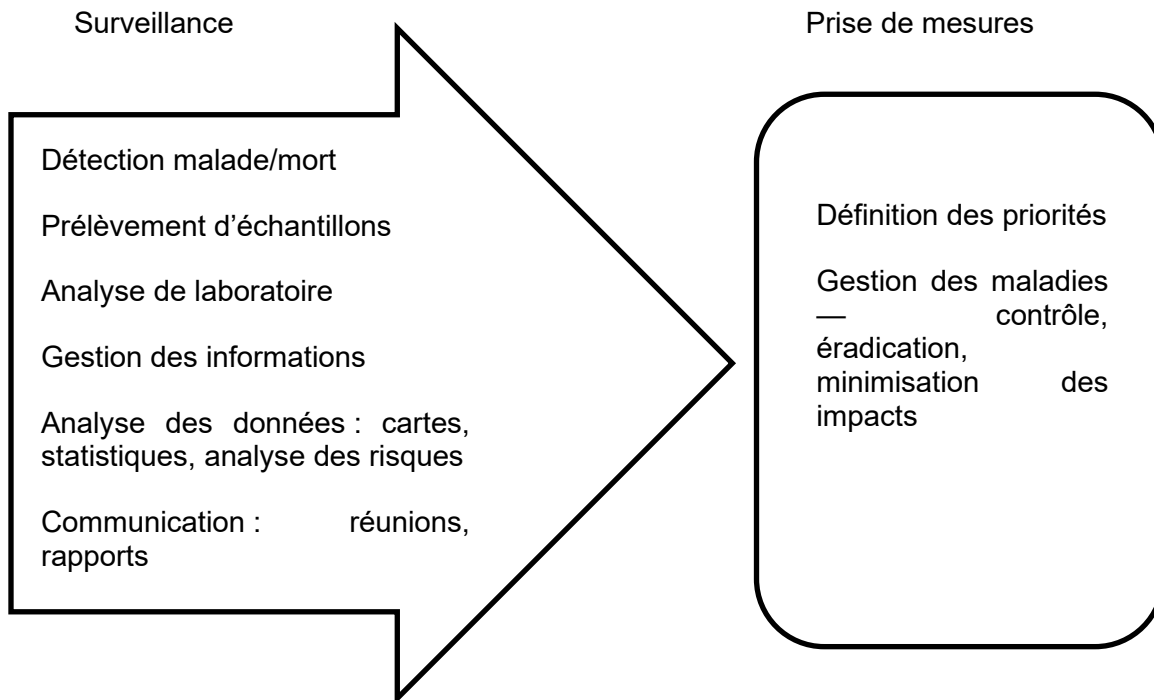 Surveillance
Prise de mesures
Détection malade/mort
Prélèvement d’échantillons
Analyse de laboratoire
Gestion des informations
Analyse des données : cartes,
statistiques, analyse des risques
Communication : réunions,
rapports
Définition des priorités
Gestion des maladies
— contrôle,
éradication,
minimisation des
impacts